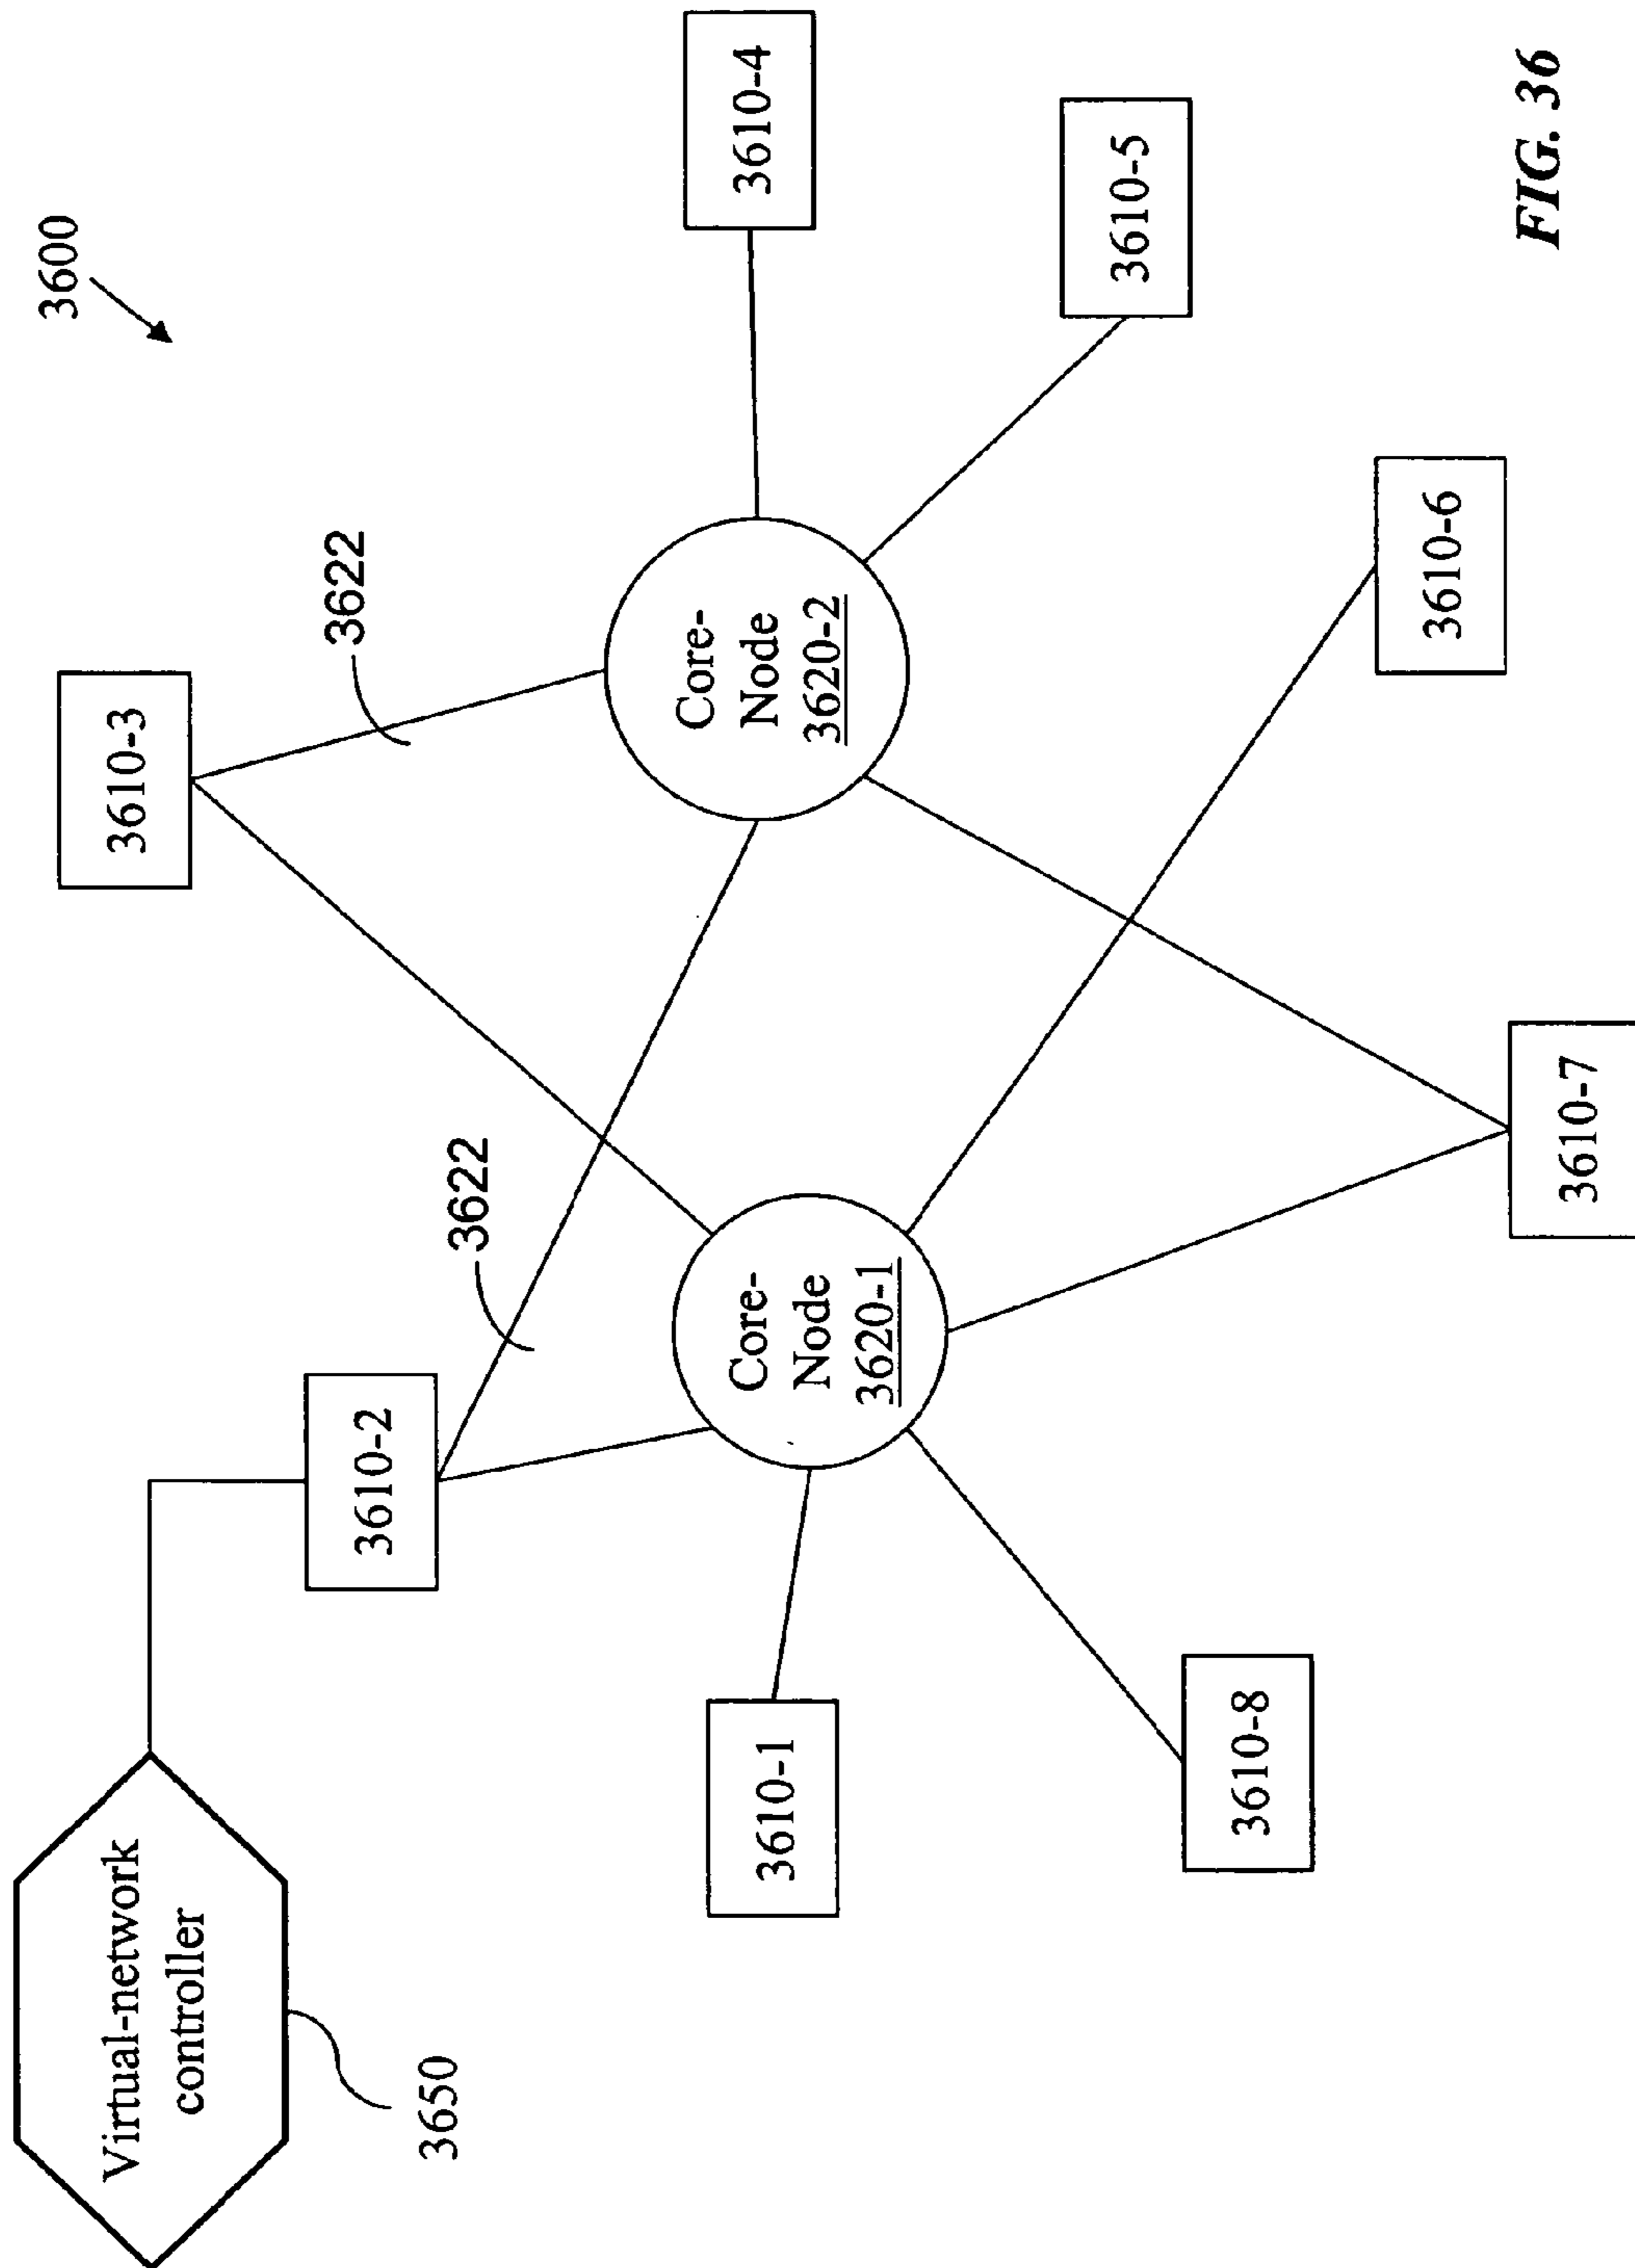 3600
Virtual-network
controller
3650
3610-2
3610-3
3622
3622
3610-1
Core-
Node
3620-1
Core-
Node
3620-2
3610-4
3610-5
3610-8
3610-6
3610-7
FIG. 36